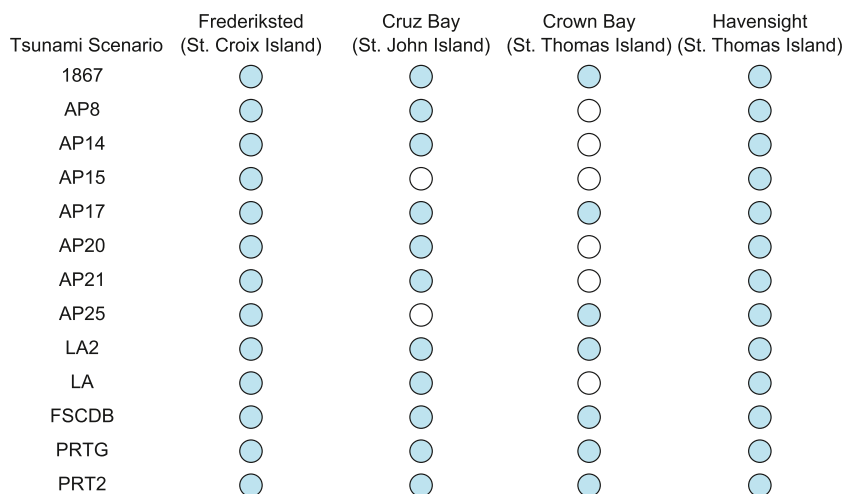 Frederiksted Cruz Bay Crown Bay Havensight
Tsunami Scenario (St. Croix Island) (St. John Island) (St. Thomas Island) (St. Thomas Island)
1867
AP8
AP14
AP15
AP17
AP20
AP21
AP25
LA2
LA
FSCDB
PRTG
PRT2